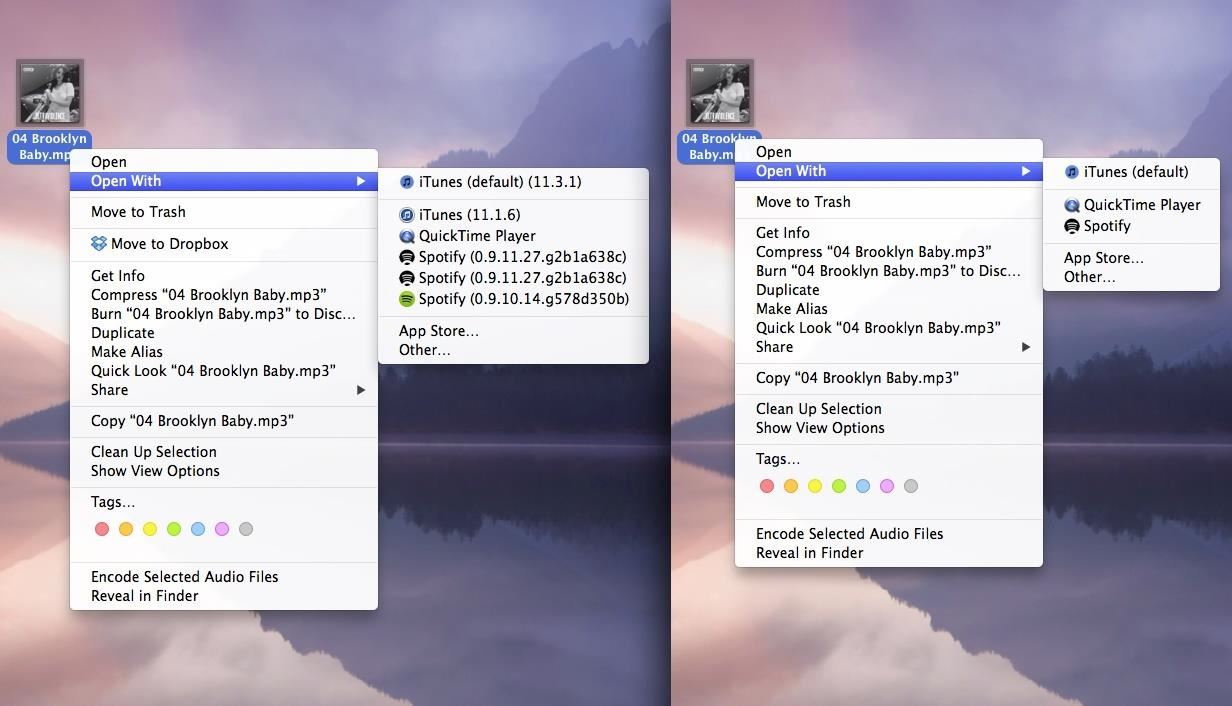 04 Brooklyn
Baby.mp
Open
Open With
Move to Trash
Move to Dropbox
Get Info
Compress “04 Brooklyn Baby.mp3”
Burn “04 Brooklyn Baby.mp3” to Disc…
Duplicate
Make Alias
Quick Look “04 Brooklyn Baby.mp3”
Share
Copy “04 Brooklyn Baby.mp3”
Clean Up Selection
Show View Options
Tags…
Encode Selected Audio Files
Reveal in Finder
iTunes (default) (11.3.1)
iTunes (11.1.6)
QuickTime Player
Spotify (0.9.11.27.g2b1a638c)
Spotify (0.9.11.27.g2b1a638c)
Spotify (0.9.10.14.g578d350b)
App Store…
Other…
04 Brooklyn
Baby.m
Open
Open With
Move to Trash
Get Info
Compress “04 Brooklyn Baby.mp3”
Burn “04 Brooklyn Baby.mp3” to Disc…
Duplicate
Make Alias
Quick Look “04 Brooklyn Baby.mp3”
Share
Copy “04 Brooklyn Baby.mp3”
Clean Up Selection
Show View Options
Tags…
Encode Selected Audio Files
Reveal in Finder
iTunes (default)
QuickTime Player
Spotify
App Store…
Other…